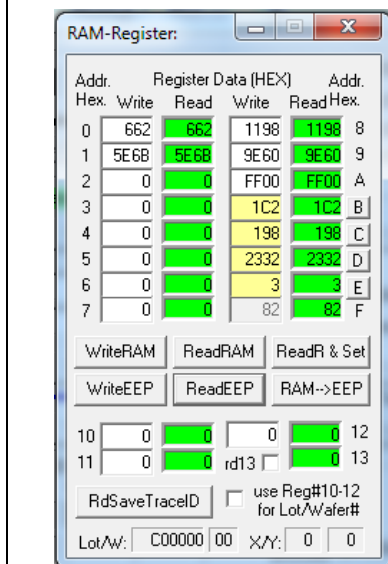 RAM-Register:
Addr. Register Data (HEX) Addr.
Hex. Write Read Write Read Hex.
0 662 662 1198 1198 8
1 5E6B 5E6B 9E60 9E60 9
2 0 0 FF00 FF00 A
3 0 0 1C2 1C2 B
4 0 0 198 198 C
5 0 0 2332 2332 D
6 0 0 3 3 E
7 0 0 82 82 F
WriteRAM ReadRAM ReadR & Set
WriteEEP ReadEEP RAM-->EEP
10 0 0 0 0 12
11 0 0 rd13 0 13
RdSaveTraceID use Reg#10-12
for Lot/Wafer#
Lot/W: C00000 00 X/Y: 0 0